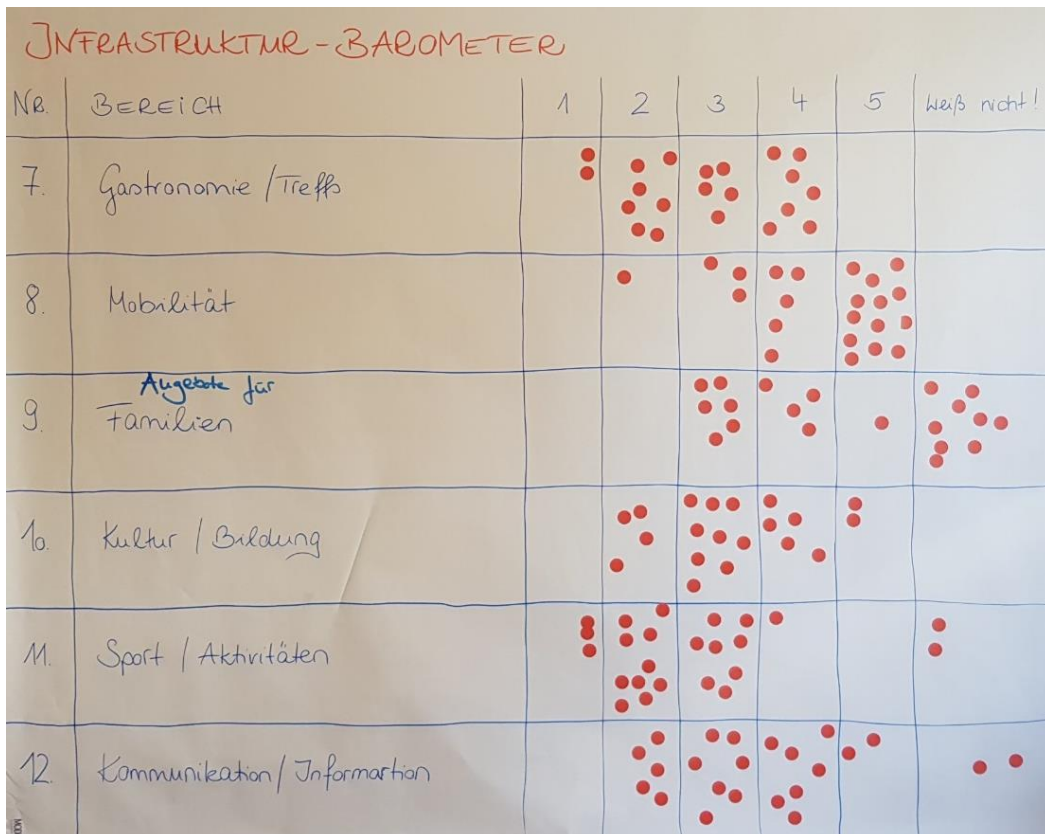 INFRASTRUKTUR-BAROMETER
NR. BEREICH 1 2 3 4 5 weiß nicht!
7. Gastronomie / Treffs
8. Mobilität
Angebote für
9. Familien
10. Kultur / Bildung
11. Sport / Aktivitäten
12. Kommunikation / Informartion